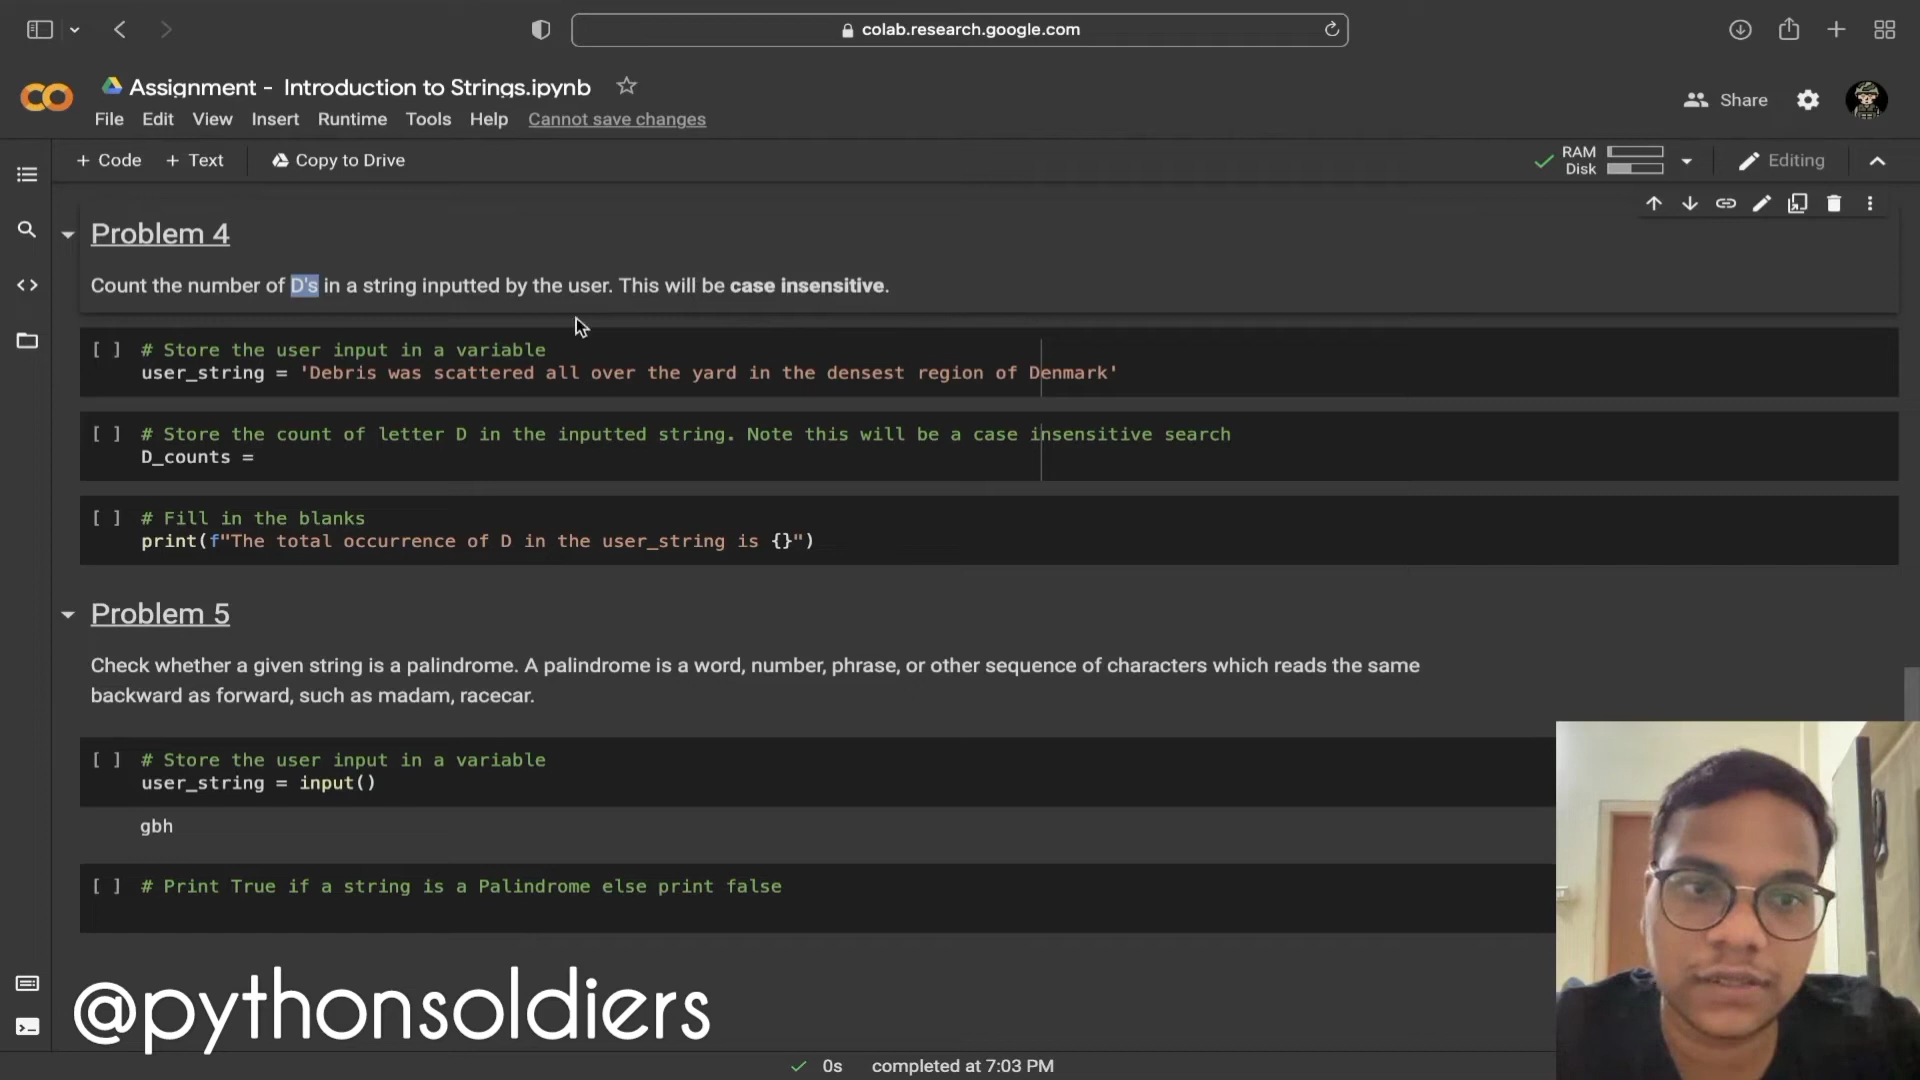 colab.research.google.com
Assignment - Introduction to Strings.ipynb
File Edit View Insert Runtime Tools Help Cannot save changes
Share
+ Code + Text Copy to Drive
RAM
Disk
Editing
Problem 4
Count the number of D's in a string inputted by the user. This will be case insensitive.
[ ] # Store the user input in a variable
user_string = 'Debris was scattered all over the yard in the densest region of Denmark'
[ ] # Store the count of letter D in the inputted string. Note this will be a case insensitive search
D_counts =
[ ] # Fill in the blanks
print(f"The total occurrence of D in the user_string is {}")
Problem 5
Check whether a given string is a palindrome. A palindrome is a word, number, phrase, or other sequence of characters which reads the same
backward as forward, such as madam, racecar.
[ ] # Store the user input in a variable
user_string = input()
gbh
[ ] # Print True if a string is a Palindrome else print false
@pythonsoldiers
0s completed at 7:03 PM